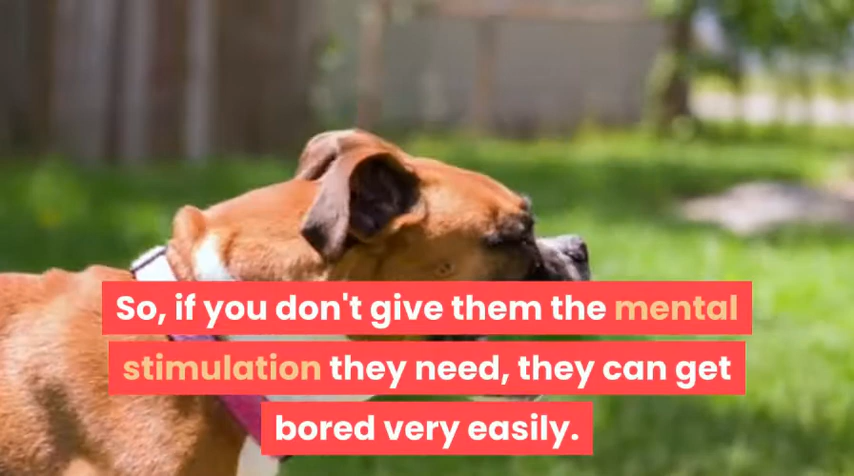 So, if you don't give them the mental
stimulation they need, they can get
bored very easily.